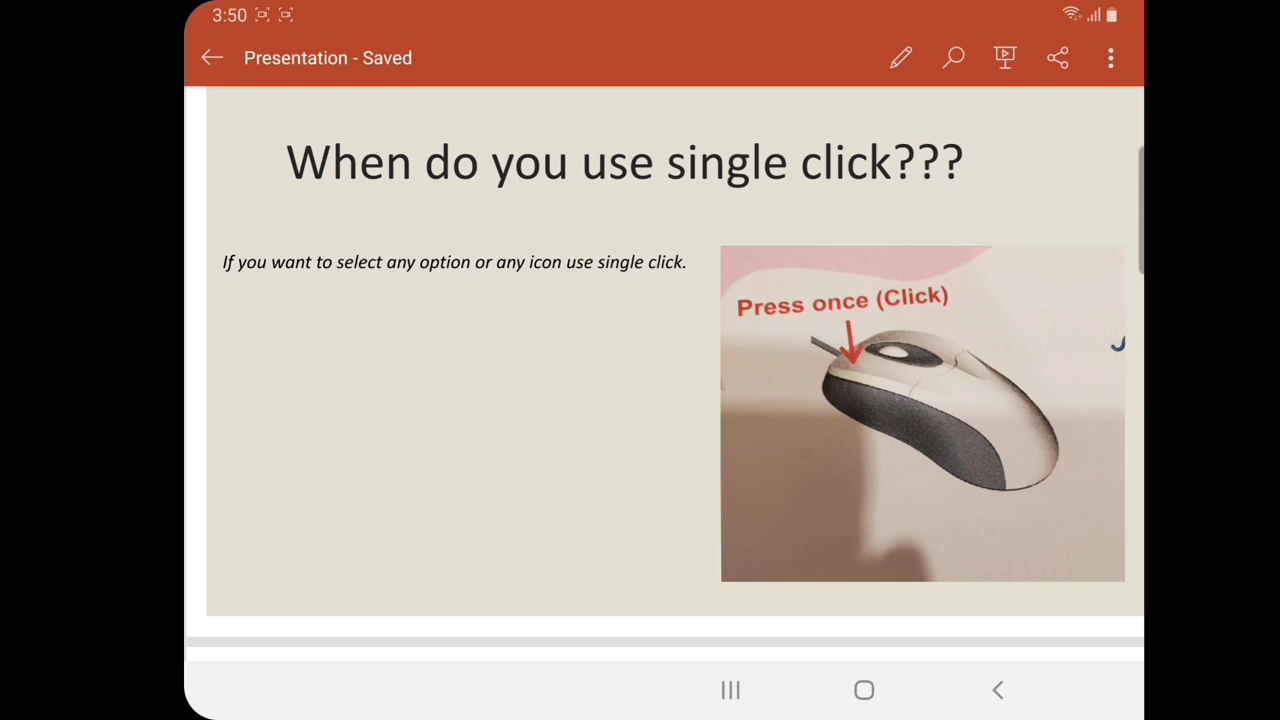 3:50
Presentation - Saved
When do you use single click???
If you want to select any option or any icon use single click.
Press once (Click)